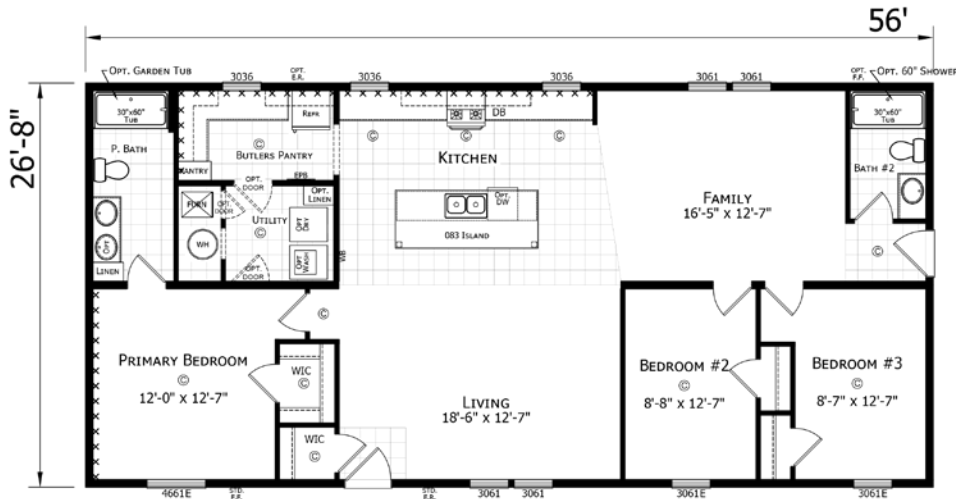 56'
26'-8"
OPT. GARDEN TUB
3036
OPT.
E.R.
3036
3036
3061
3061
OPT.
F.F.
OPT. 60" SHOWER
30"x60"
TUB
REFR
DB
30"x60"
TUB
P. BATH
BUTLERS PANTRY
KITCHEN
BATH #2
PANTRY
EPB
OPT.
DOOR
OPT.
LINEN
FURN
OPT.
DOOR
UTILITY
OPT
DRY
OPT.
DW
FAMILY
16'-5" x 12'-7"
OPT
WH
OPT
WASH
083 ISLAND
WB
LINEN
OPT.
DOOR
©
©
©
©
©
©
PRIMARY BEDROOM
©
12'-0" x 12'-7"
WIC
©
LIVING
18'-6" x 12'-7"
BEDROOM #2
©
8'-8" x 12'-7"
BEDROOM #3
©
8'-7" x 12'-7"
WIC
©
4661E
STD.
E.R.
STD.
F.F.
3061
3061
3061E
3061E